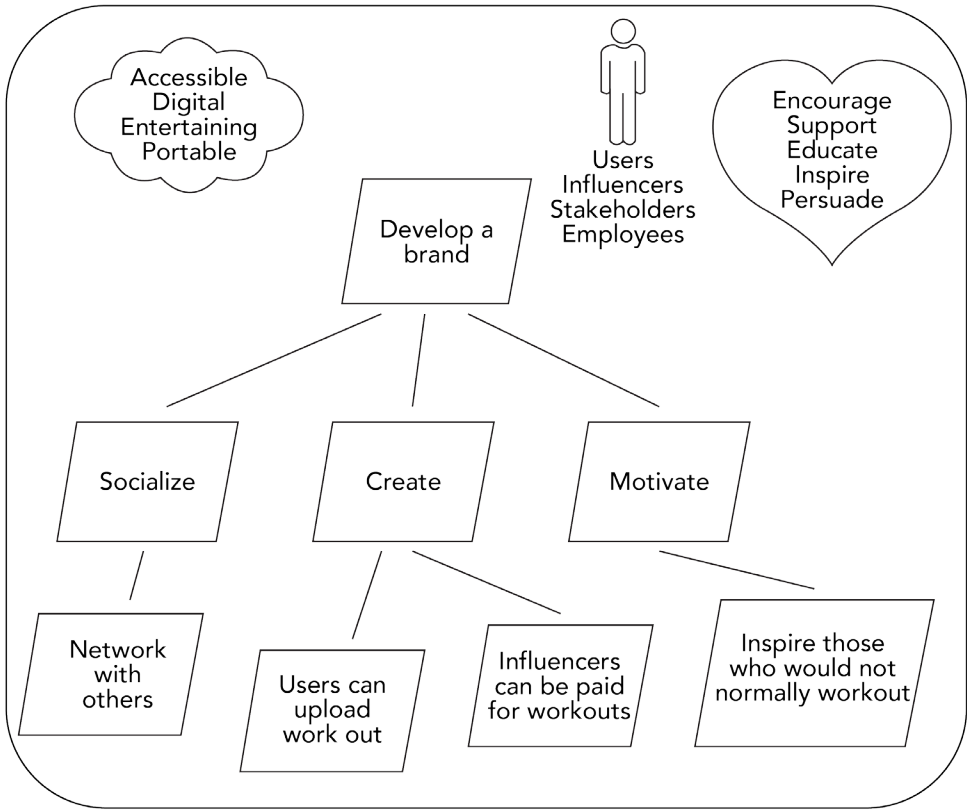 Accessible
Digital
Entertaining
Portable
Users
Influencers
Stakeholders
Employees
Encourage
Support
Educate
Inspire
Persuade
Develop a
brand
Socialize
Create
Motivate
Network
with
others
Users can
upload
work out
Influencers
can be paid
for workouts
Inspire those
who would not
normally workout